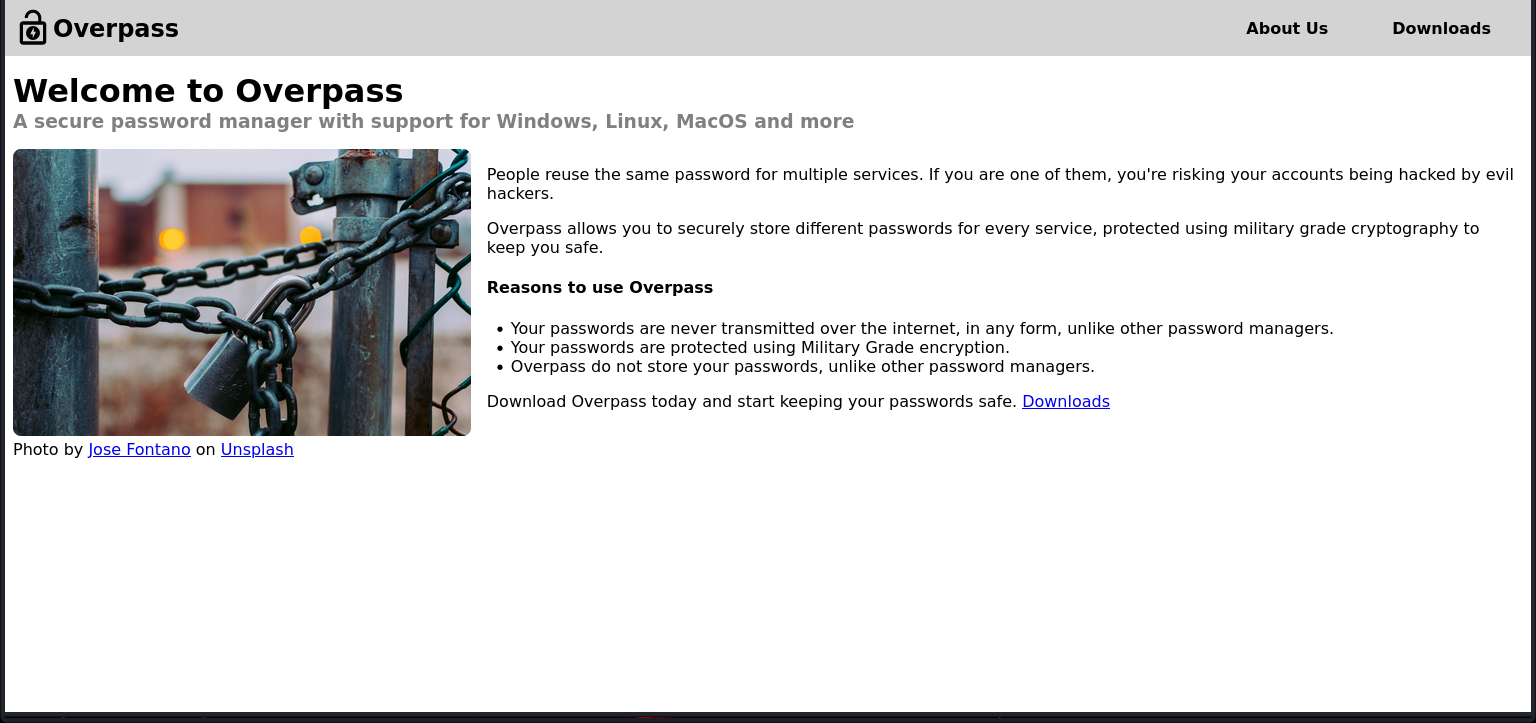 Overpass
About Us
Downloads
Welcome to Overpass
A secure password manager with support for Windows, Linux, MacOS and more
People reuse the same password for multiple services. If you are one of them, you're risking your accounts being hacked by evil
hackers.
Overpass allows you to securely store different passwords for every service, protected using military grade cryptography to
keep you safe.
Reasons to use Overpass
• Your passwords are never transmitted over the internet, in any form, unlike other password managers.
• Your passwords are protected using Military Grade encryption.
• Overpass do not store your passwords, unlike other password managers.
Download Overpass today and start keeping your passwords safe. Downloads
Photo by Jose Fontano on Unsplash